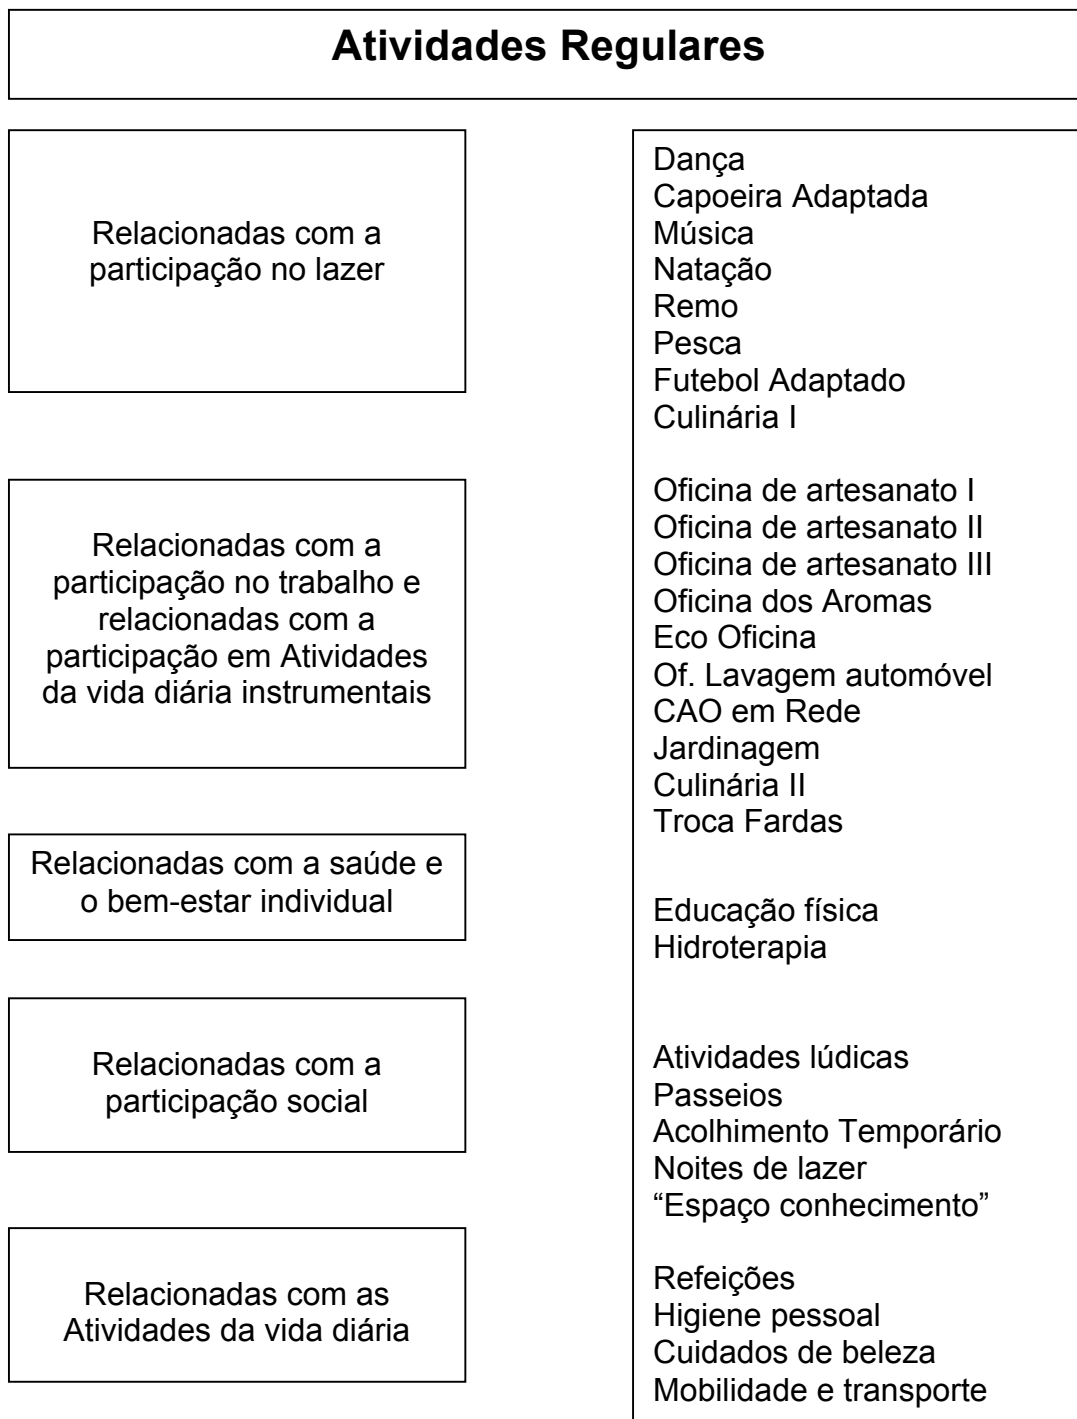 Atividades Regulares
Relacionadas com a
participação no lazer
Dança
Capoeira Adaptada
Música
Natação
Remo
Pesca
Futebol Adaptado
Culinária I
Relacionadas com a
participação no trabalho e
relacionadas com a
participação em Atividades
da vida diária instrumentais
Oficina de artesanato I
Oficina de artesanato II
Oficina de artesanato III
Oficina dos Aromas
Eco Oficina
Of. Lavagem automóvel
CAO em Rede
Jardinagem
Culinária II
Troca Fardas
Relacionadas com a saúde e
o bem-estar individual
Educação física
Hidroterapia
Relacionadas com a
participação social
Atividades lúdicas
Passeios
Acolhimento Temporário
Noites de lazer
“Espaço conhecimento”
Relacionadas com as
Atividades da vida diária
Refeições
Higiene pessoal
Cuidados de beleza
Mobilidade e transporte